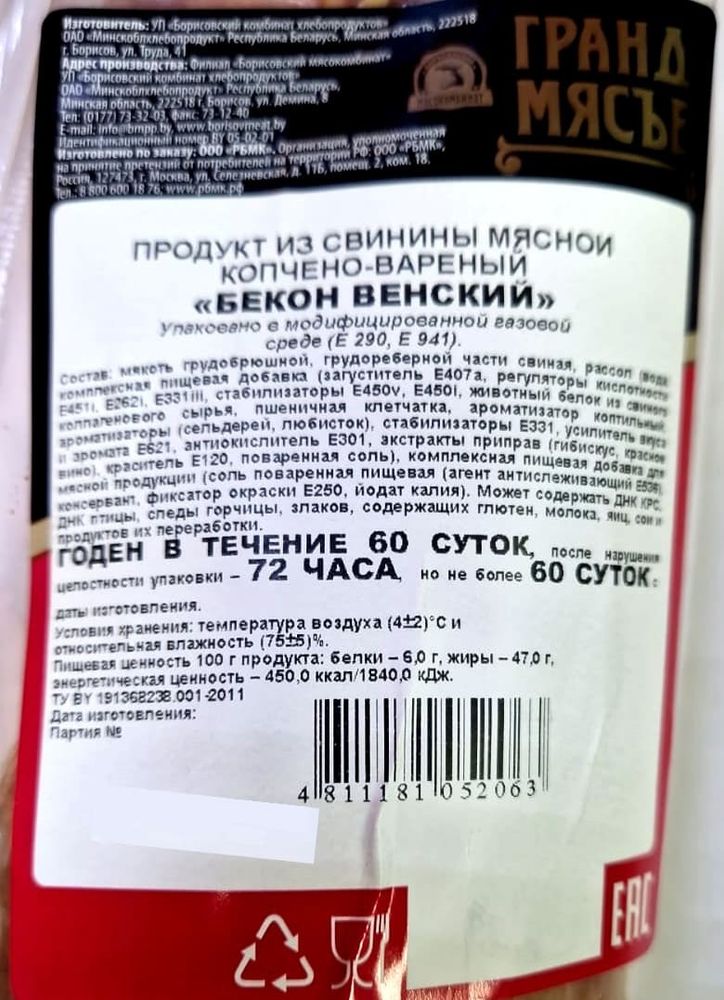 Изготовитель: УП «Борисовский комбинат хлебопродуктов»
ОАО «Минскоблхлебопродукт» Республика Беларусь, Минская область, 222518
г. Борисов, ул. Труда, 41
Адрес производства: Филиал «Борисовский мясокомбинат»
УП «Борисовский комбинат хлебопродуктов»
ОАО «Минскоблхлебопродукт» Республика Беларусь,
Минская область, 222518 г. Борисов, ул. Демина, 8
Тел: (0177) 73-32-03, факс: 73-12-40
E-mail: info@bmpp.by, www.borisovmeat.by
Идентификационный номер BY 05-02-01
Изготовлено по заказу: ООО «РБМК». Организация, уполномоченная
на принятие претензий от потребителей на территории РФ: ООО «РБМК»,
Россия, 127473, г. Москва, ул. Селезневская, д. 11Б, помещ. 2, ком. 18.
Тел.: 8 800 600 18 76; www.рбмк.рф
ГРАНД
МЯСЪЕ
ПРОДУКТ ИЗ СВИНИНЫ МЯСНОЙ
КОПЧЕНО-ВАРЕНЫЙ
«БЕКОН ВЕНСКИЙ»
Упаковано в модифицированной газовой
среде (Е 290, Е 941).
Состав: мякоть грудобрюшной, грудореберной части свиная, рассол (вода
комплексная пищевая добавка (загуститель Е407а, регуляторы кислотности
Е451i, Е262i, Е331iii, стабилизаторы Е450v, Е450i, животный белок из свиного
коллагенового сырья, пшеничная клетчатка, ароматизатор коптильный,
ароматизаторы (сельдерей, любисток), стабилизаторы Е331, усилитель вкуса
и аромата Е621, антиокислитель Е301, экстракты приправ (гибискус, красное
вино), краситель Е120, поваренная соль), комплексная пищевая добавка для
мясной продукции (соль поваренная пищевая (агент антислеживающий Е536),
консервант, фиксатор окраски Е250, йодат калия). Может содержать ДНК КРС,
ДНК птицы, следы горчицы, злаков, содержащих глютен, молока, яиц, сои и
продуктов их переработки.
ГОДЕН В ТЕЧЕНИЕ 60 СУТОК, после нарушения
целостности упаковки – 72 ЧАСА, но не более 60 СУТОК с
даты изготовления.
Условия хранения: температура воздуха (4±2)°С и
относительная влажность (75±5)%.
Пищевая ценность 100 г продукта: белки – 6,0 г, жиры – 47,0 г,
энергетическая ценность – 450,0 ккал/1840,0 кДж.
ТУ BY 191368238.001-2011
Дата изготовления:
Партия №
4 811181 052063
EAC